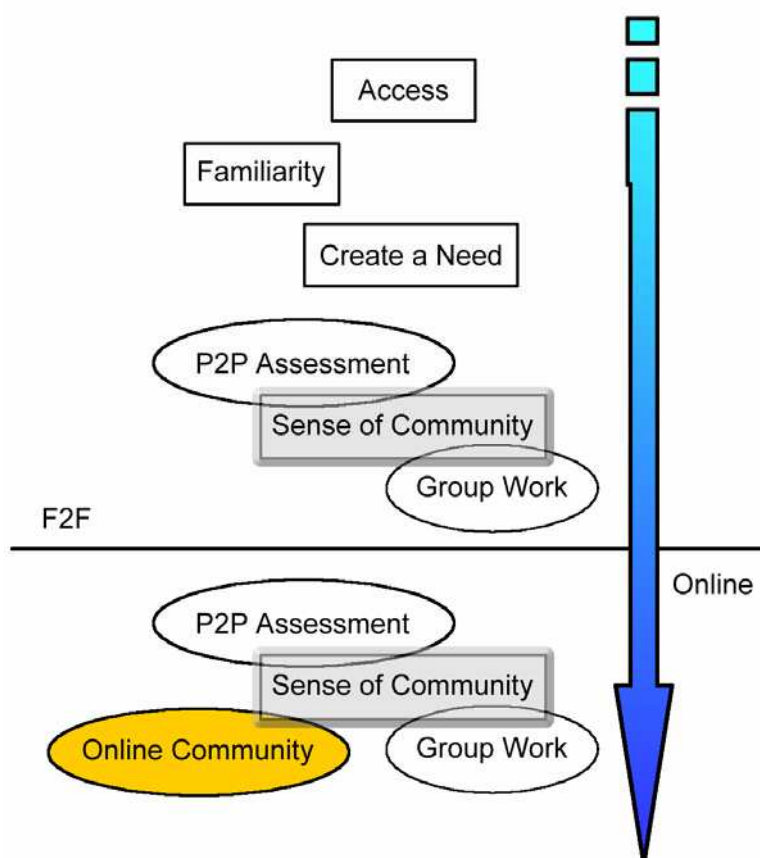 Access
Familiarity
Create a Need
P2P Assessment
Sense of Community
Group Work
F2F
Online
P2P Assessment
Sense of Community
Online Community
Group Work